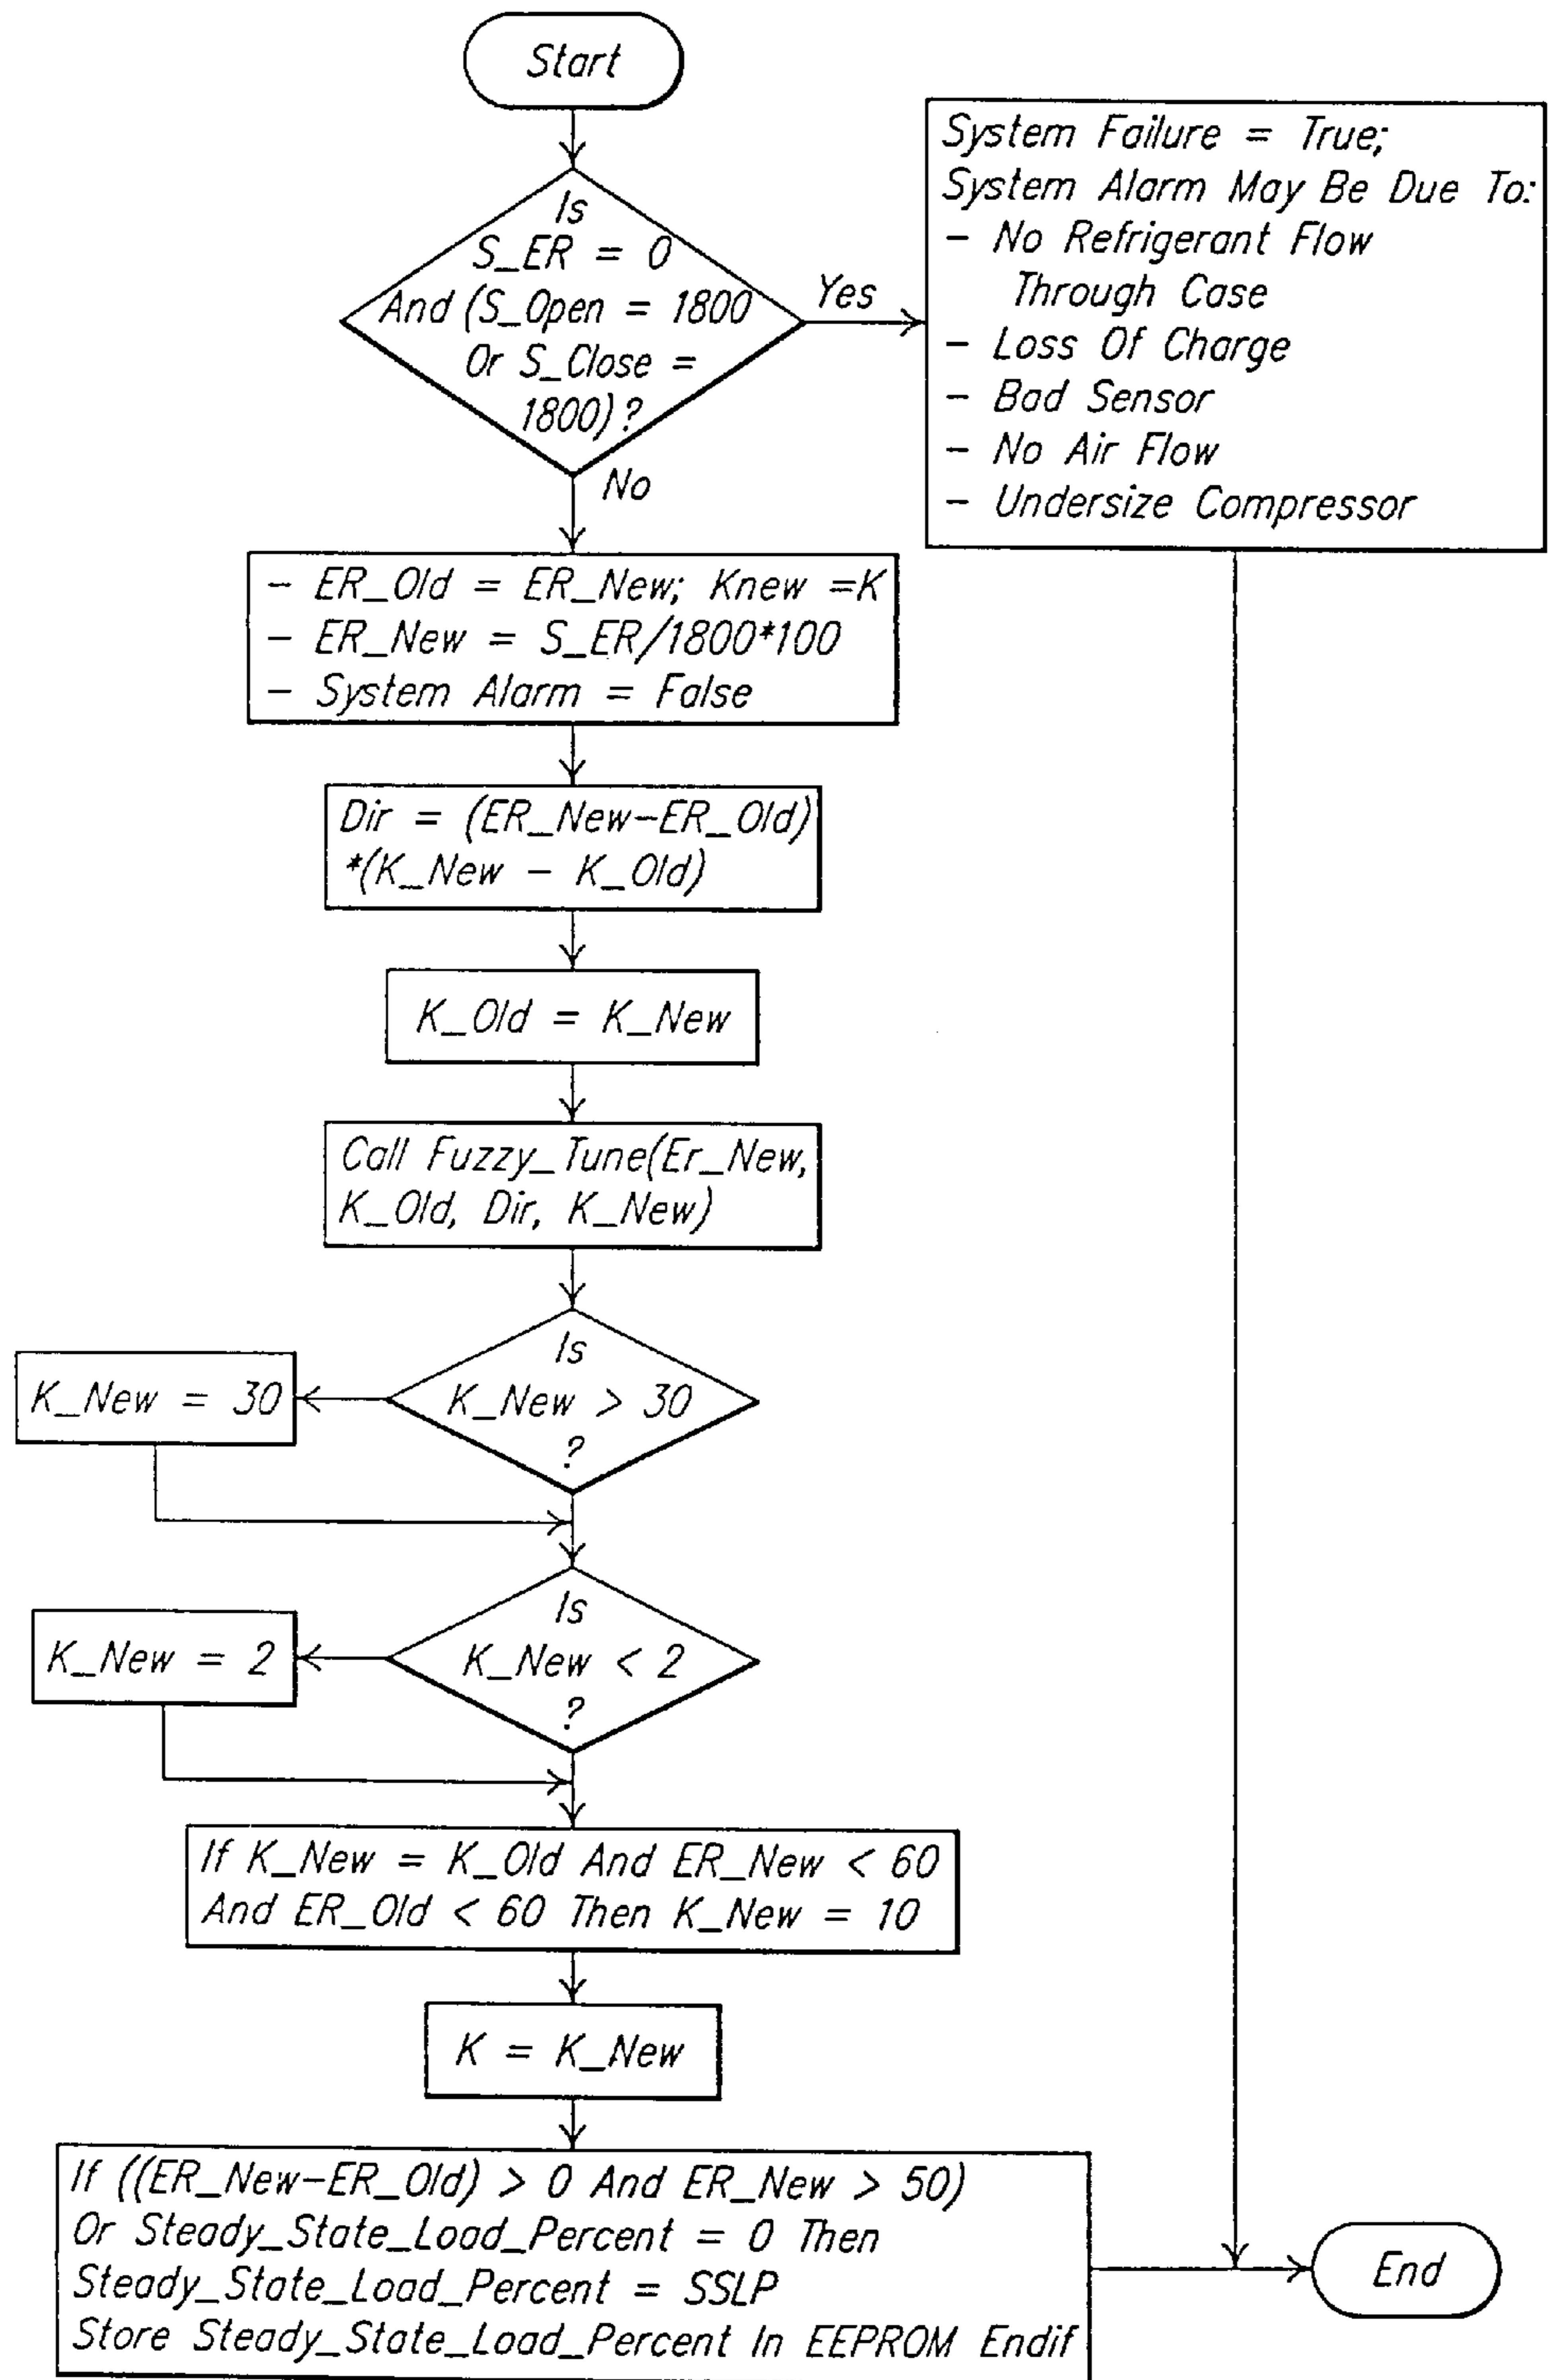 Start
Is
S_ER = 0
And (S_Open = 1800
Or S_Close =
1800)?
Yes
No
System Failure = True;
System Alarm May Be Due To:
- No Refrigerant Flow
Through Case
- Loss Of Charge
- Bad Sensor
- No Air Flow
- Undersize Compressor
- ER_Old = ER_New; Knew =K
- ER_New = S_ER/1800*100
- System Alarm = False
Dir = (ER_New-ER_Old)
*(K_New - K_Old)
K_Old = K_New
Call Fuzzy_Tune(Er_New,
K_Old, Dir, K_New)
Is
K_New > 30
?
K_New = 30
Is
K_New < 2
?
K_New = 2
If K_New = K_Old And ER_New < 60
And ER_Old < 60 Then K_New = 10
K = K_New
If ((ER_New-ER_Old) > 0 And ER_New > 50)
Or Steady_State_Load_Percent = 0 Then
Steady_State_Load_Percent = SSLP
Store Steady_State_Load_Percent In EEPROM Endif
End